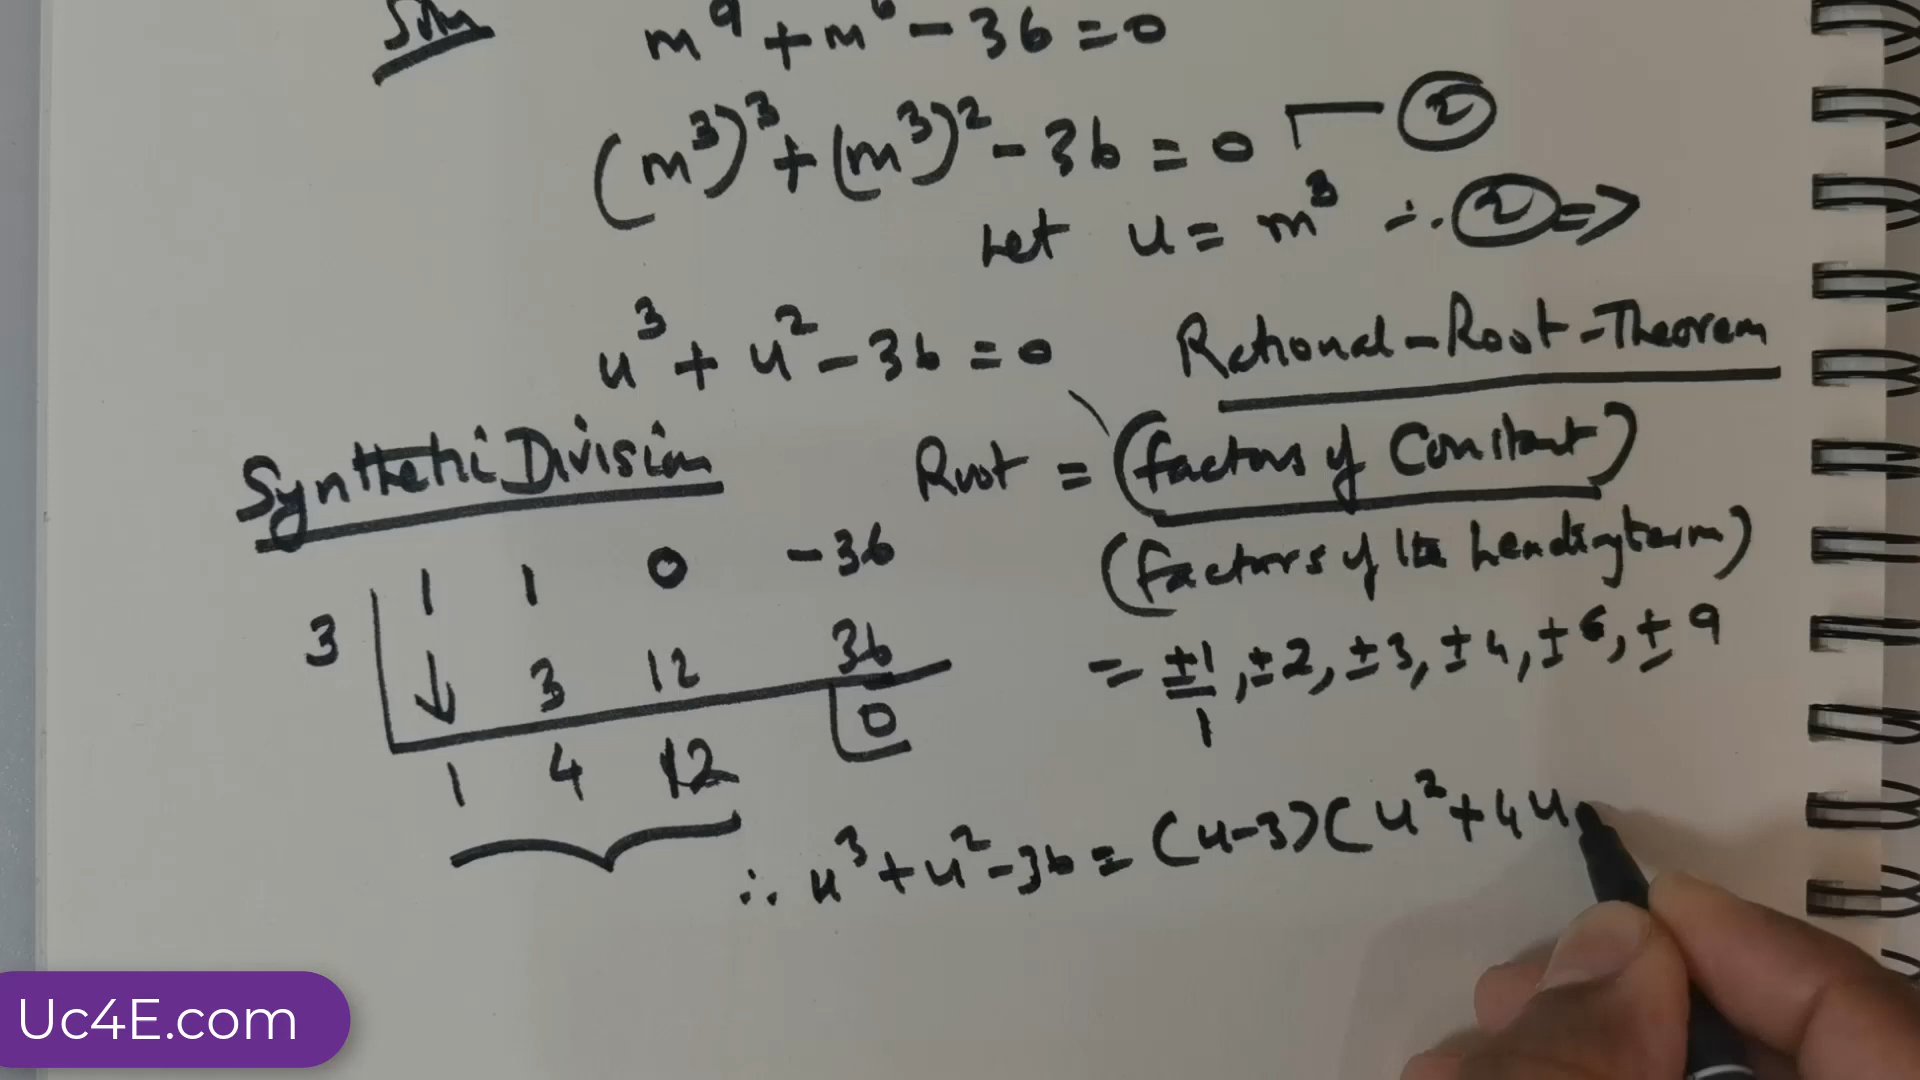 Soln
m⁹ + m⁶ - 36 = 0
(m³)³ + (m³)² - 36 = 0 ②
Let u = m³ ∴ ② =>
u³ + u² - 36 = 0
Rational-Root-Theorem
Root = (factors of Constant)
(factors of the Leading term)
= ±1/1, ±2, ±3, ±4, ±6, ±9
Synthetic Division
1 1 0 -36
3 ↓ 3 12 36
1 4 12 0
∴ u³ + u² - 36 = (u-3)(u² + 4u
Uc4E.com